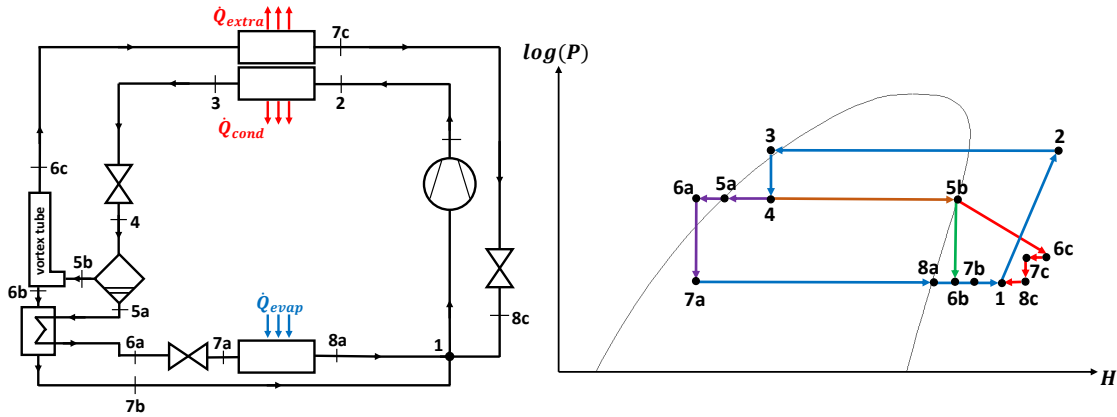 Q̇extra
7c
3
2
Q̇cond
6c
4
vortex tube
5b
6b
5a
Q̇evap
6a
7a
8a
1
8c
7b
log(P)
3
2
6a
5a
5b
4
6c
8a
7b
7c
7a
6b
1
8c
H